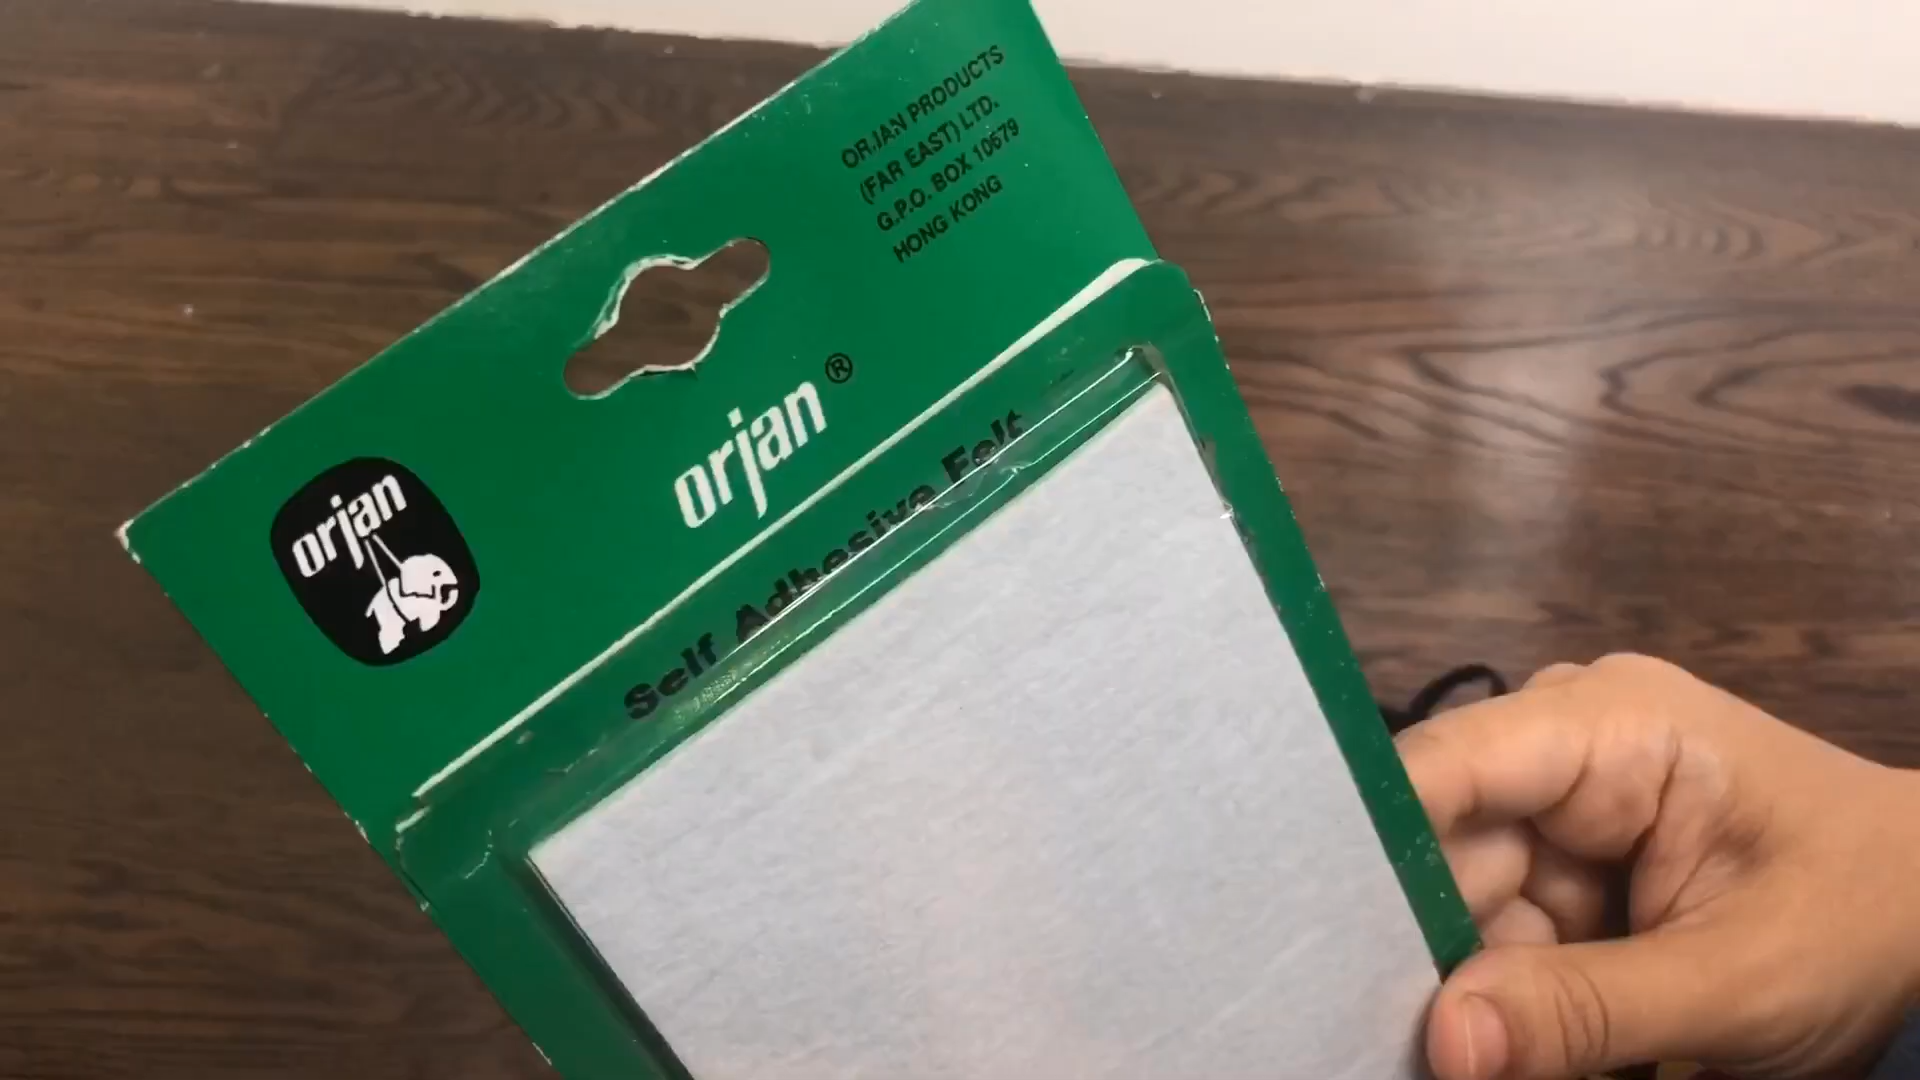 ORJAN PRODUCTS
(FAR EAST) LTD.
G.P.O. BOX 10679
HONG KONG
orjan®
orjan
Self Adhesive Felt